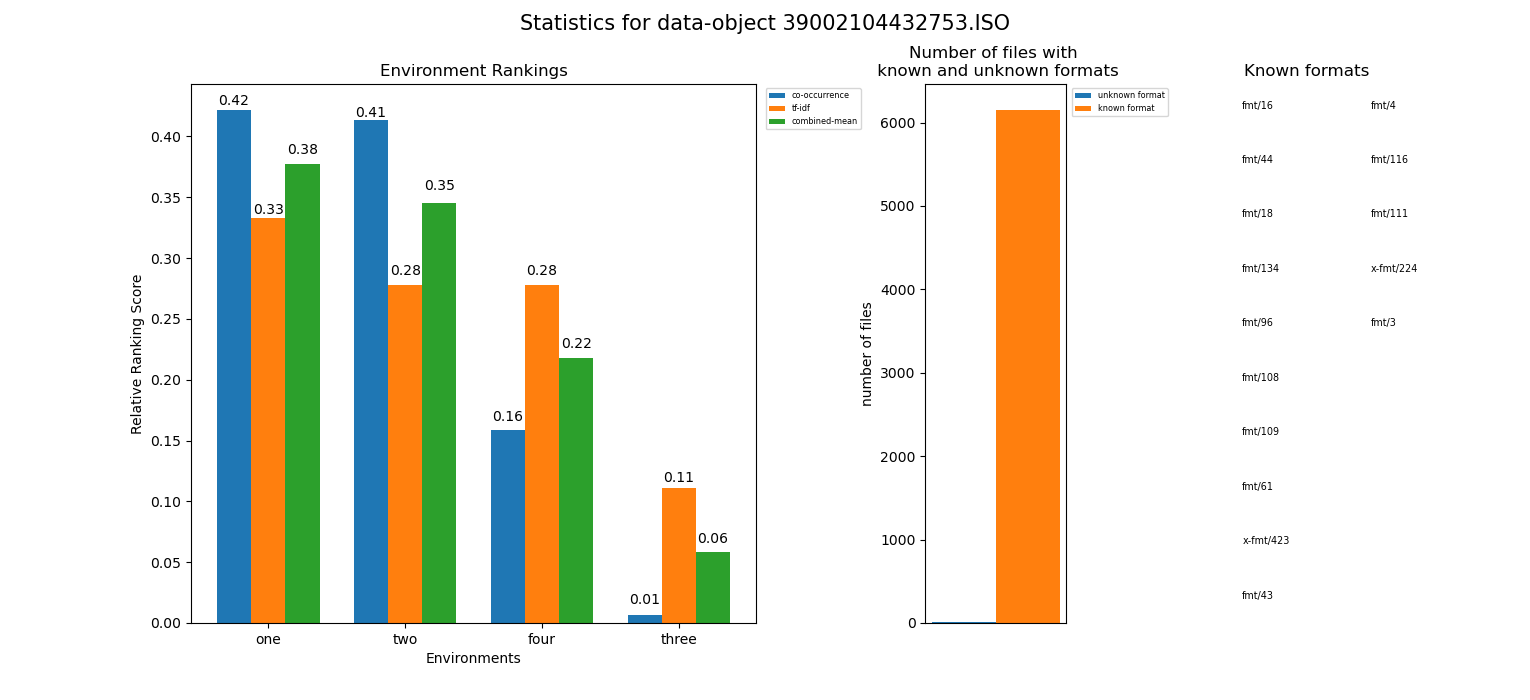 Statistics for data-object 39002104432753.ISO
Environment Rankings
Relative Ranking Score
0.40
0.35
0.30
0.25
0.20
0.15
0.10
0.05
0.00
0.42
0.33
0.38
0.41
0.28
0.35
0.16
0.28
0.22
0.01
0.11
0.06
one two four three
Environments
co-occurrence
tf-idf
combined-mean
Number of files with
known and unknown formats
number of files
6000
5000
4000
3000
2000
1000
0
unknown format
known format
Known formats
fmt/16 fmt/4
fmt/44 fmt/116
fmt/18 fmt/111
fmt/134 x-fmt/224
fmt/96 fmt/3
fmt/108
fmt/109
fmt/61
x-fmt/423
fmt/43